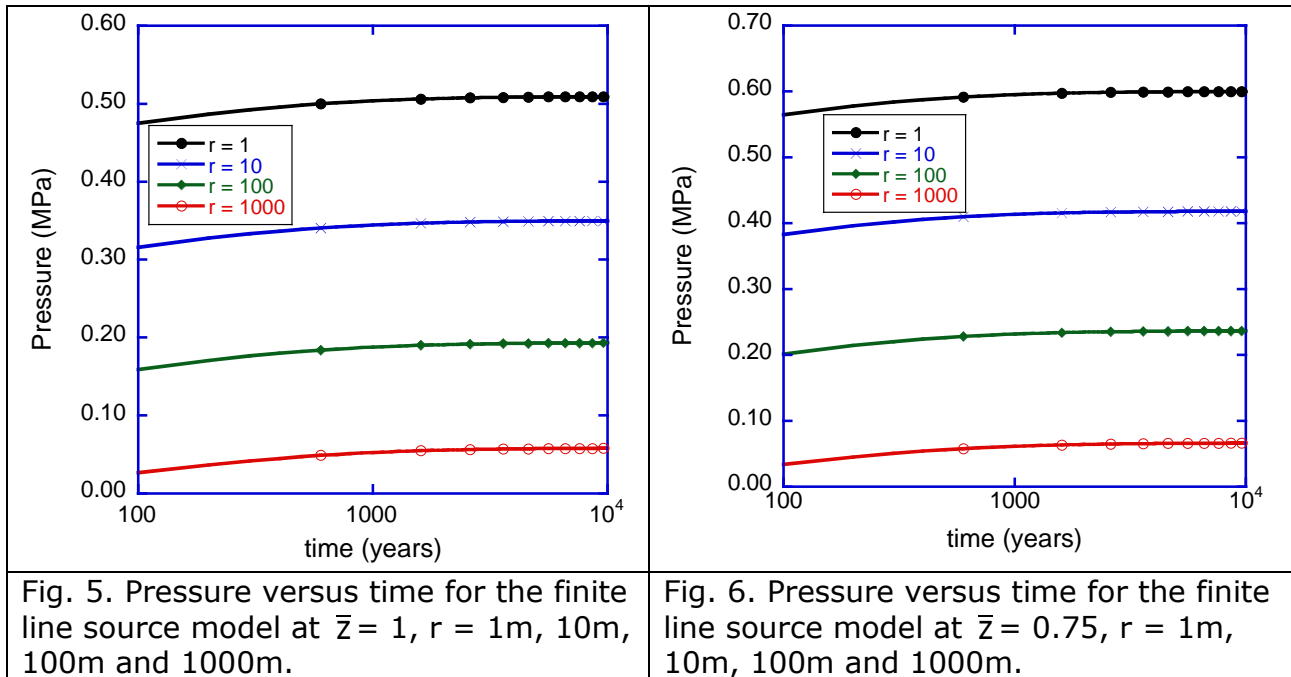 0.60
0.50
0.40
0.30
0.20
0.10
0.00
Pressure (MPa)
r = 1
r = 10
r = 100
r = 1000
100
1000
10⁴
time (years)
Fig. 5. Pressure versus time for the finite
line source model at z̅ = 1, r = 1m, 10m,
100m and 1000m.
0.70
0.60
0.50
0.40
0.30
0.20
0.10
0.00
Pressure (MPa)
r = 1
r = 10
r = 100
r = 1000
100
1000
10⁴
time (years)
Fig. 6. Pressure versus time for the finite
line source model at z̅ = 0.75, r = 1m,
10m, 100m and 1000m.